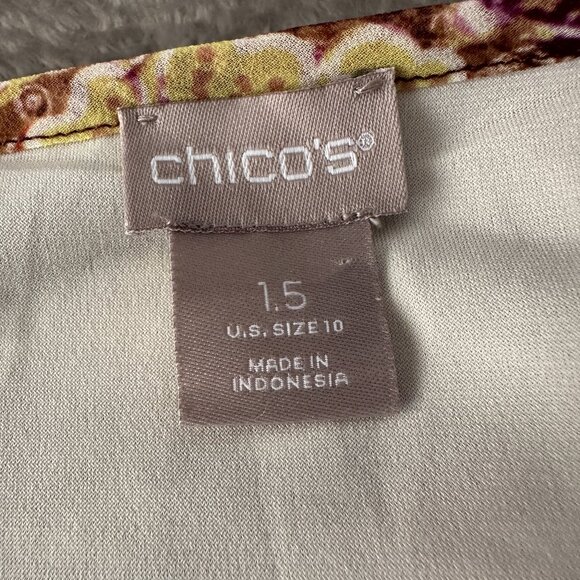 chico's®
1.5
U.S. SIZE 10
MADE IN
INDONESIA